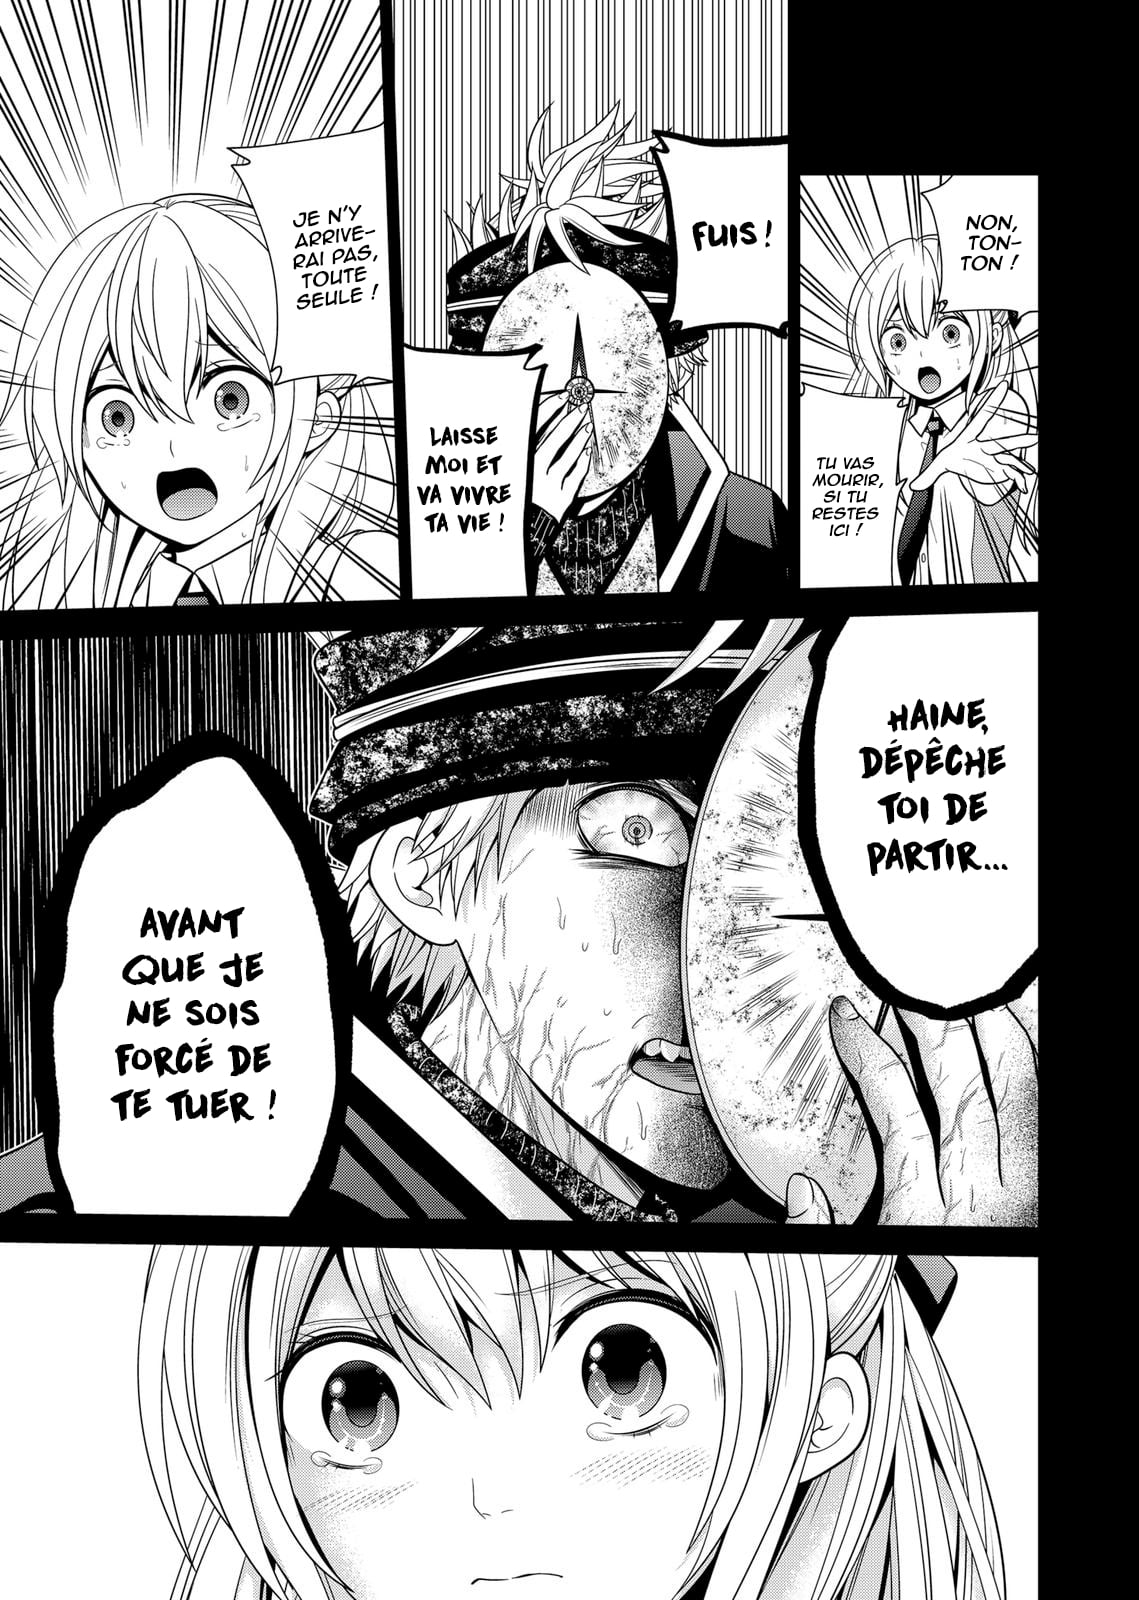 NON,
TON-
TON !
TU VAS
MOURIR,
SI TU
RESTES
ICI !
FUIS !
LAISSE
MOI ET
VA VIVRE
TA VIE !
JE N'Y
ARRIVE-
RAI PAS,
TOUTE
SEULE !
HAINE,
DÉPÊCHE
TOI DE
PARTIR...
AVANT
QUE JE
NE SOIS
FORCÉ DE
TE TUER !